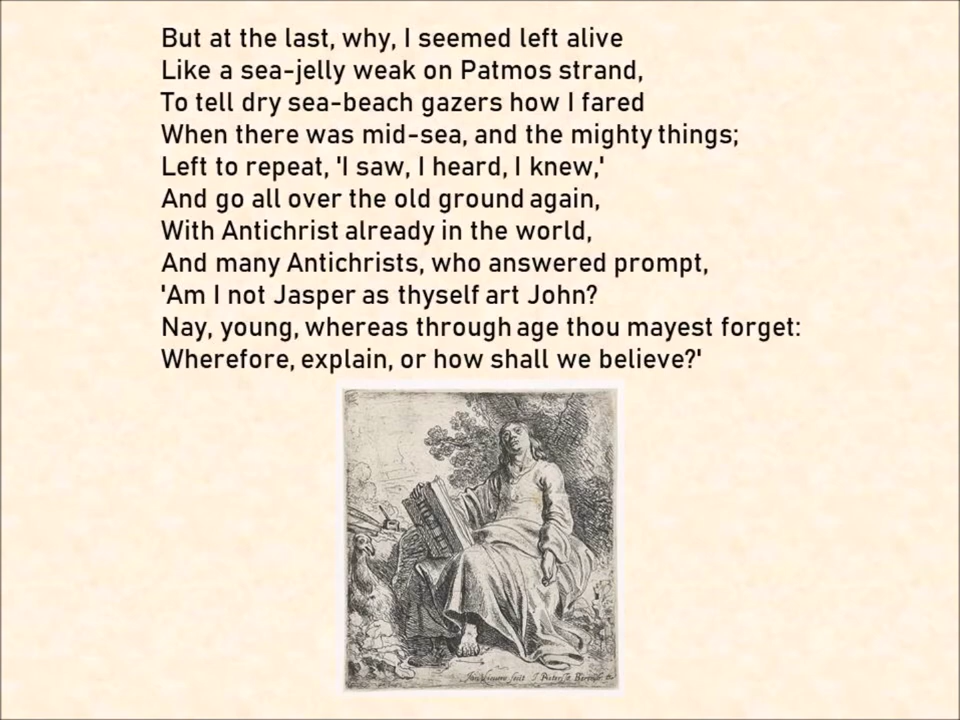 But at the last, why, I seemed left alive
Like a sea-jelly weak on Patmos strand,
To tell dry sea-beach gazers how I fared
When there was mid-sea, and the mighty things;
Left to repeat, 'I saw, I heard, I knew,'
And go all over the old ground again,
With Antichrist already in the world,
And many Antichrists, who answered prompt,
'Am I not Jasper as thyself art John?
Nay, young, whereas through age thou mayest forget:
Wherefore, explain, or how shall we believe?'